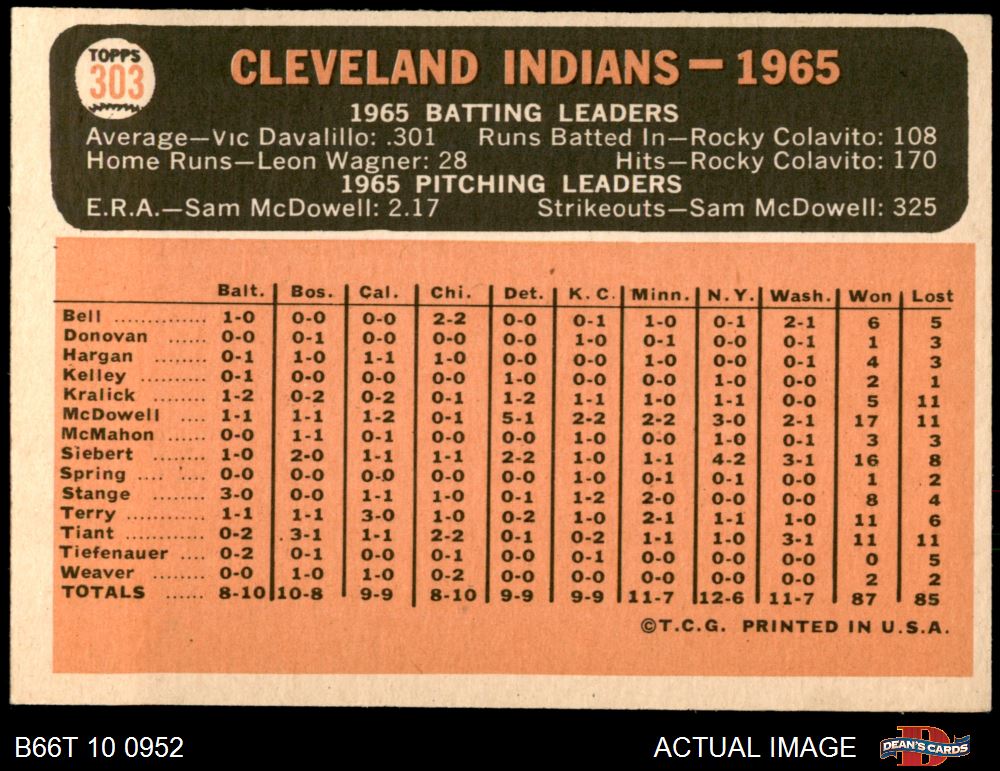 TOPPS
303
CLEVELAND INDIANS — 1965
1965 BATTING LEADERS
Average—Vic Davalillo: .301 Runs Batted In—Rocky Colavito: 108
Home Runs—Leon Wagner: 28 Hits—Rocky Colavito: 170
1965 PITCHING LEADERS
E.R.A.—Sam McDowell: 2.17 Strikeouts—Sam McDowell: 325
Balt. Bos. Cal. Chi. Det. K. C. Minn. N.Y. Wash. Won Lost
Bell .............. 1-0 0-0 0-0 2-2 0-0 0-1 1-0 0-1 2-1 6 5
Donovan ...... 0-0 0-1 0-0 0-0 0-0 1-0 0-1 0-0 0-1 1 3
Hargan .......... 0-1 1-0 1-1 1-0 0-0 0-0 1-0 0-0 0-1 4 3
Kelley .......... 0-1 0-0 0-0 0-0 1-0 0-0 0-0 1-0 0-0 2 1
Kralick .......... 1-2 0-2 0-2 0-1 1-2 1-1 1-0 1-1 0-0 5 11
McDowell .... 1-1 1-1 1-2 0-1 5-1 2-2 2-2 3-0 2-1 17 11
McMahon ...... 0-0 1-1 0-1 0-0 0-0 1-0 0-0 1-0 0-1 3 3
Siebert .......... 1-0 2-0 1-1 1-1 2-2 1-0 1-1 4-2 3-1 16 8
Spring .... ..... 0-0 0-0 0-0 0-0 0-0 1-0 0-1 0-1 0-0 1 2
Stange .......... 3-0 0-0 1-1 1-0 0-1 1-2 2-0 0-0 0-0 8 4
Terry ............ 1-1 1-1 3-0 1-0 0-2 1-0 2-1 1-1 1-0 11 6
Tiant ............ 0-2 3-1 1-1 2-2 0-1 0-2 1-1 1-0 3-1 11 11
Tiefenauer .... 0-2 0-1 0-0 0-1 0-0 0-1 0-0 0-0 0-0 0 5
Weaver ........ 0-0 1-0 1-0 0-2 0-0 0-0 0-0 0-0 0-0 2 2
TOTALS ...... 8-10 10-8 9-9 8-10 9-9 9-9 11-7 12-6 11-7 87 85
©T.C.G. PRINTED IN U.S.A.
B66T 10 0952 ACTUAL IMAGE DEAN'S CARDS